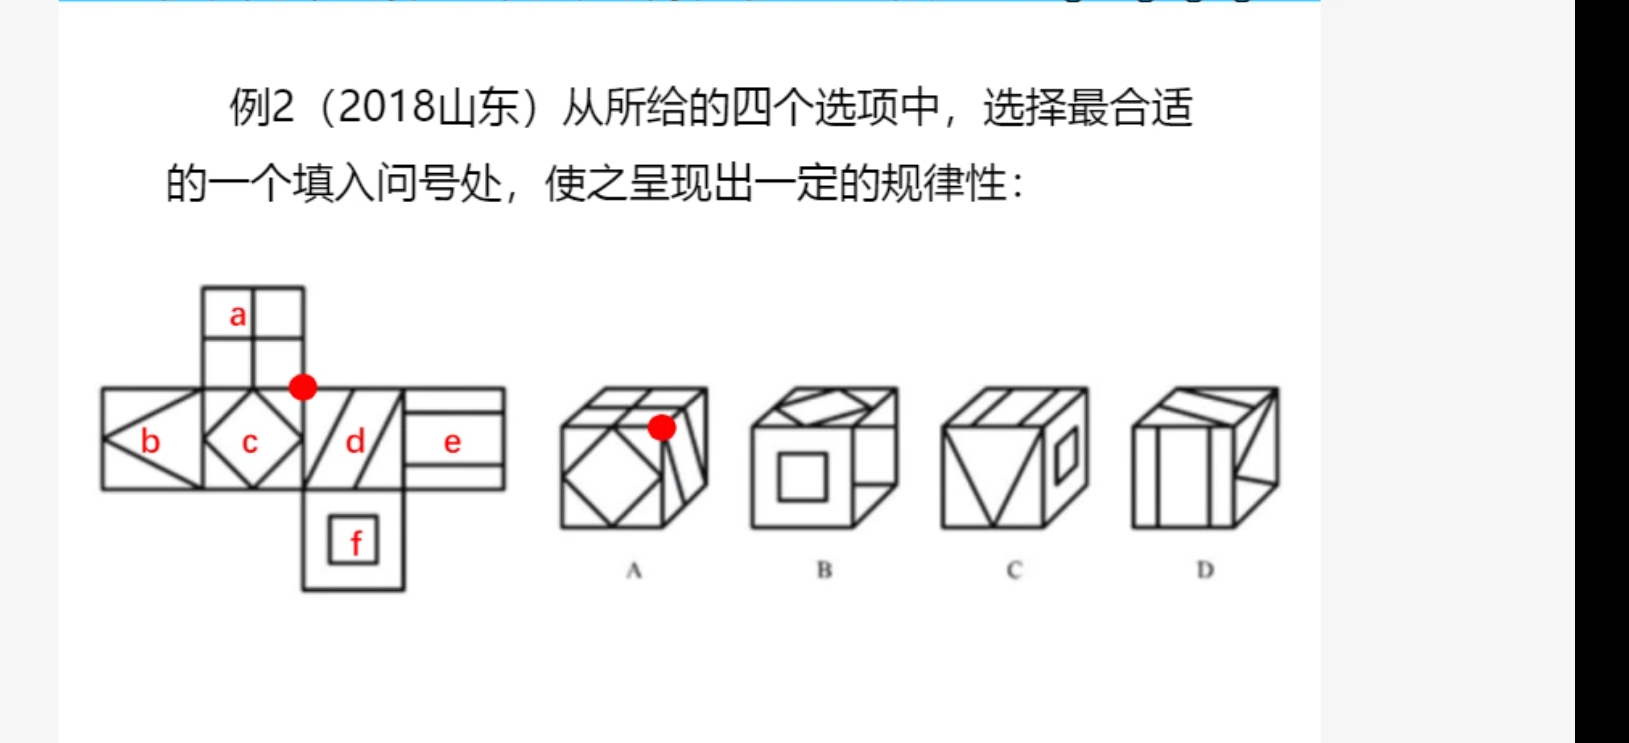 例2（2018山东）从所给的四个选项中，选择最合适
的一个填入问号处，使之呈现出一定的规律性：
a
b c d e
f
A B C D